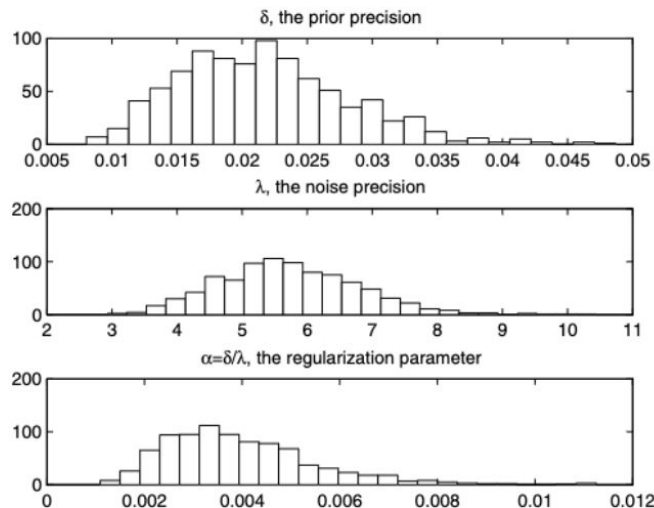 δ, the prior precision
100
50
0
0.005 0.01 0.015 0.02 0.025 0.03 0.035 0.04 0.045 0.05
λ, the noise precision
200
100
0
2 3 4 5 6 7 8 9 10 11
α=δ/λ, the regularization parameter
200
100
0
0 0.002 0.004 0.006 0.008 0.01 0.012